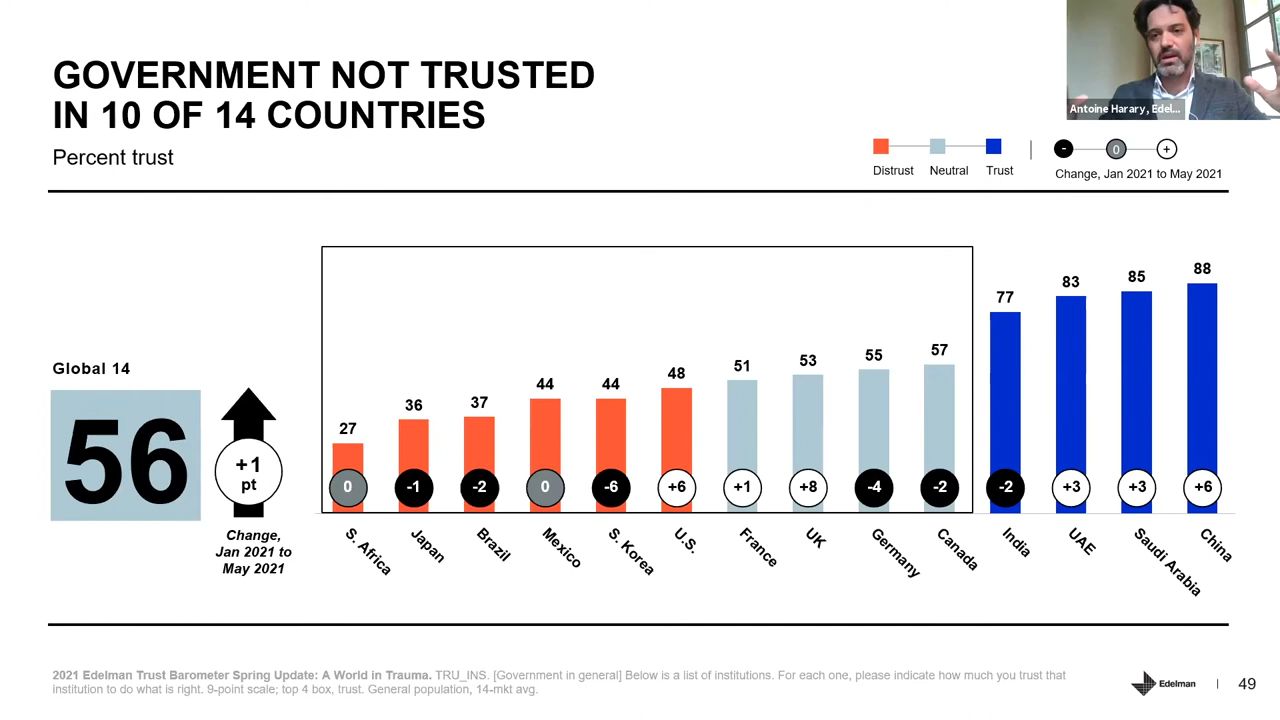 GOVERNMENT NOT TRUSTED
IN 10 OF 14 COUNTRIES
Percent trust
Antoine Harary, Edel...
Distrust Neutral Trust
- 0 +
Change, Jan 2021 to May 2021
Global 14
56
+1
pt
Change,
Jan 2021 to
May 2021
27 36 37 44 44 48 51 53 55 57 77 83 85 88
0 -1 -2 0 -6 +6 +1 +8 -4 -2 -2 +3 +3 +6
S. Africa Japan Brazil Mexico S. Korea U.S. France UK Germany Canada India UAE Saudi Arabia China
2021 Edelman Trust Barometer Spring Update: A World in Trauma. TRU_INS. [Government in general] Below is a list of institutions. For each one, please indicate how much you trust that
institution to do what is right. 9-point scale; top 4 box, trust. General population, 14-mkt avg.
Edelman | 49